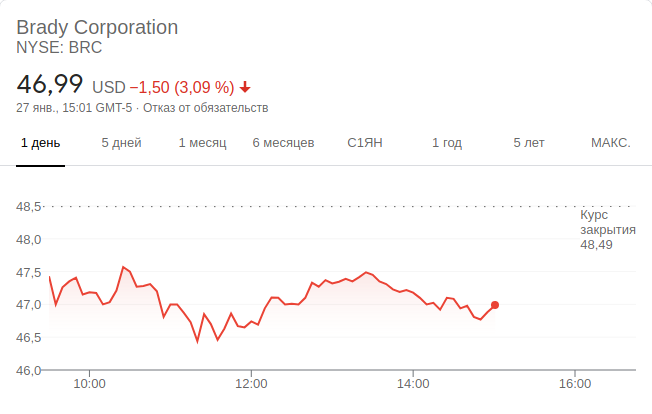 Brady Corporation
NYSE: BRC
46,99 USD −1,50 (3,09 %)
27 янв., 15:01 GMT-5 · Отказ от обязательств
1 день 5 дней 1 месяц 6 месяцев С1ЯН 1 год 5 лет МАКС.
48,5
Курс
закрытия
48,49
48,0
47,5
47,0
46,5
46,0
10:00 12:00 14:00 16:00